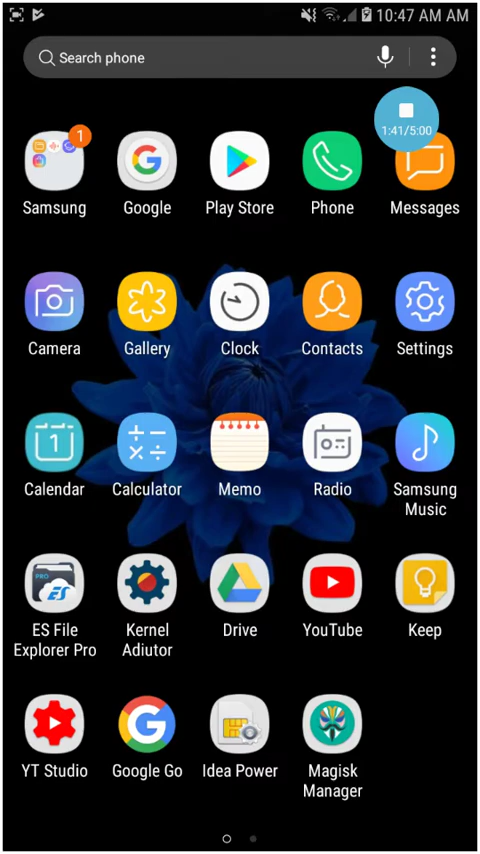 10:47 AM AM
Search phone
1:41/5:00
1
Samsung
Google
Play Store
Phone
Messages
Camera
Gallery
Clock
Contacts
Settings
1
Calendar
Calculator
Memo
Radio
Samsung
Music
PRO
ES
ES File
Explorer Pro
Kernel
Adiutor
Drive
YouTube
Keep
YT Studio
Google Go
Idea Power
Magisk
Manager